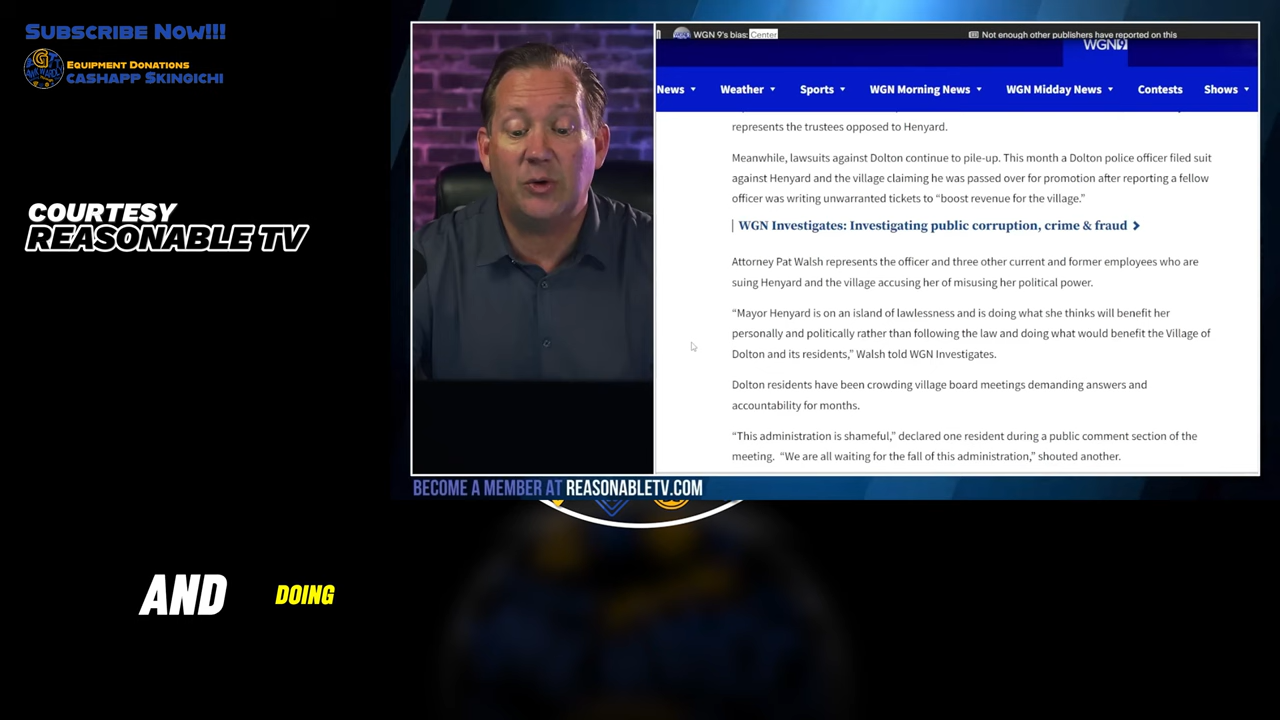 SUBSCRIBE NOW!!!
EQUIPMENT DONATIONS
CASHAPP SKINOICHI
COURTESY
REASONABLE TV
WGN 9's bias: Center
Not enough other publishers have reported on this
WGN9
News
Weather
Sports
WGN Morning News
WGN Midday News
Contests
Shows
represents the trustees opposed to Henyard.
Meanwhile, lawsuits against Dolton continue to pile-up. This month a Dolton police officer filed suit
against Henyard and the village claiming he was passed over for promotion after reporting a fellow
officer was writing unwarranted tickets to “boost revenue for the village.”
WGN Investigates: Investigating public corruption, crime & fraud
Attorney Pat Walsh represents the officer and three other current and former employees who are
suing Henyard and the village accusing her of misusing her political power.
“Mayor Henyard is on an island of lawlessness and is doing what she thinks will benefit her
personally and politically rather than following the law and doing what would benefit the Village of
Dolton and its residents,” Walsh told WGN Investigates.
Dolton residents have been crowding village board meetings demanding answers and
accountability for months.
“This administration is shameful,” declared one resident during a public comment section of the
meeting. “We are all waiting for the fall of this administration,” shouted another.
BECOME A MEMBER AT REASONABLETV.COM
AND DOING